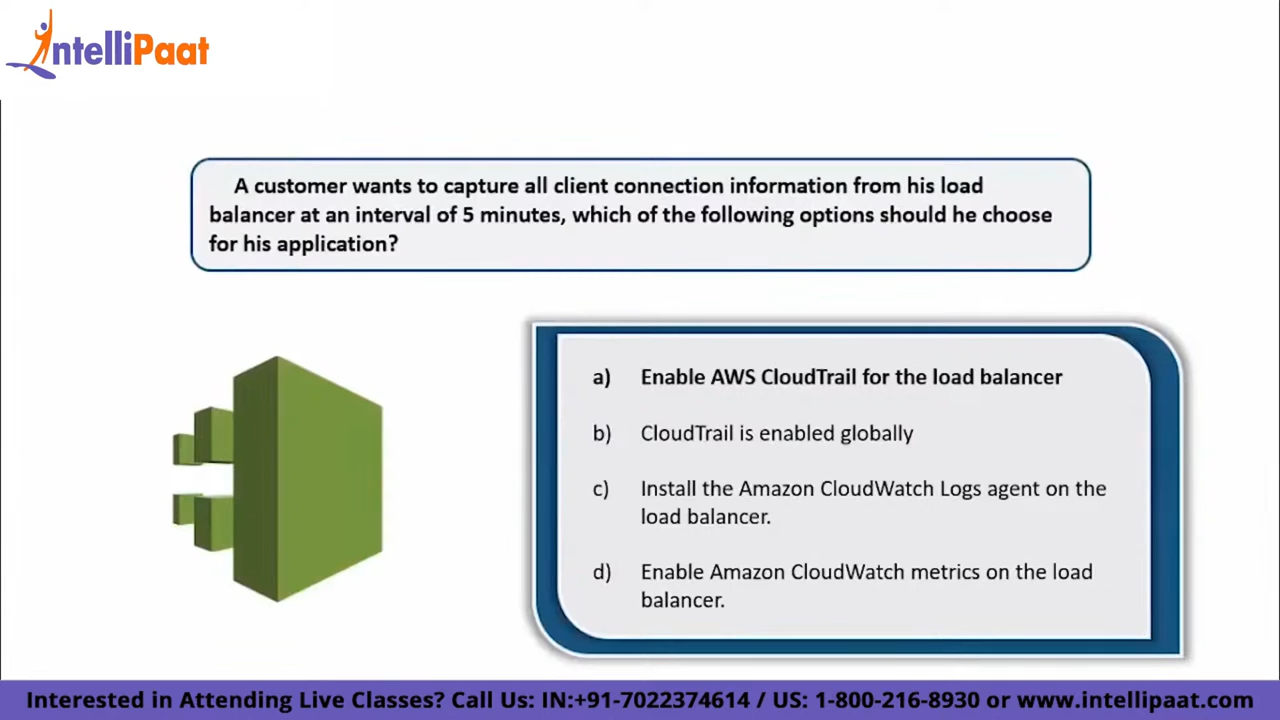 IntelliPaat
A customer wants to capture all client connection information from his load
balancer at an interval of 5 minutes, which of the following options should he choose
for his application?
a) Enable AWS CloudTrail for the load balancer
b) CloudTrail is enabled globally
c) Install the Amazon CloudWatch Logs agent on the
load balancer.
d) Enable Amazon CloudWatch metrics on the load
balancer.
Interested in Attending Live Classes? Call Us: IN:+91-7022374614 / US: 1-800-216-8930 or www.intellipaat.com